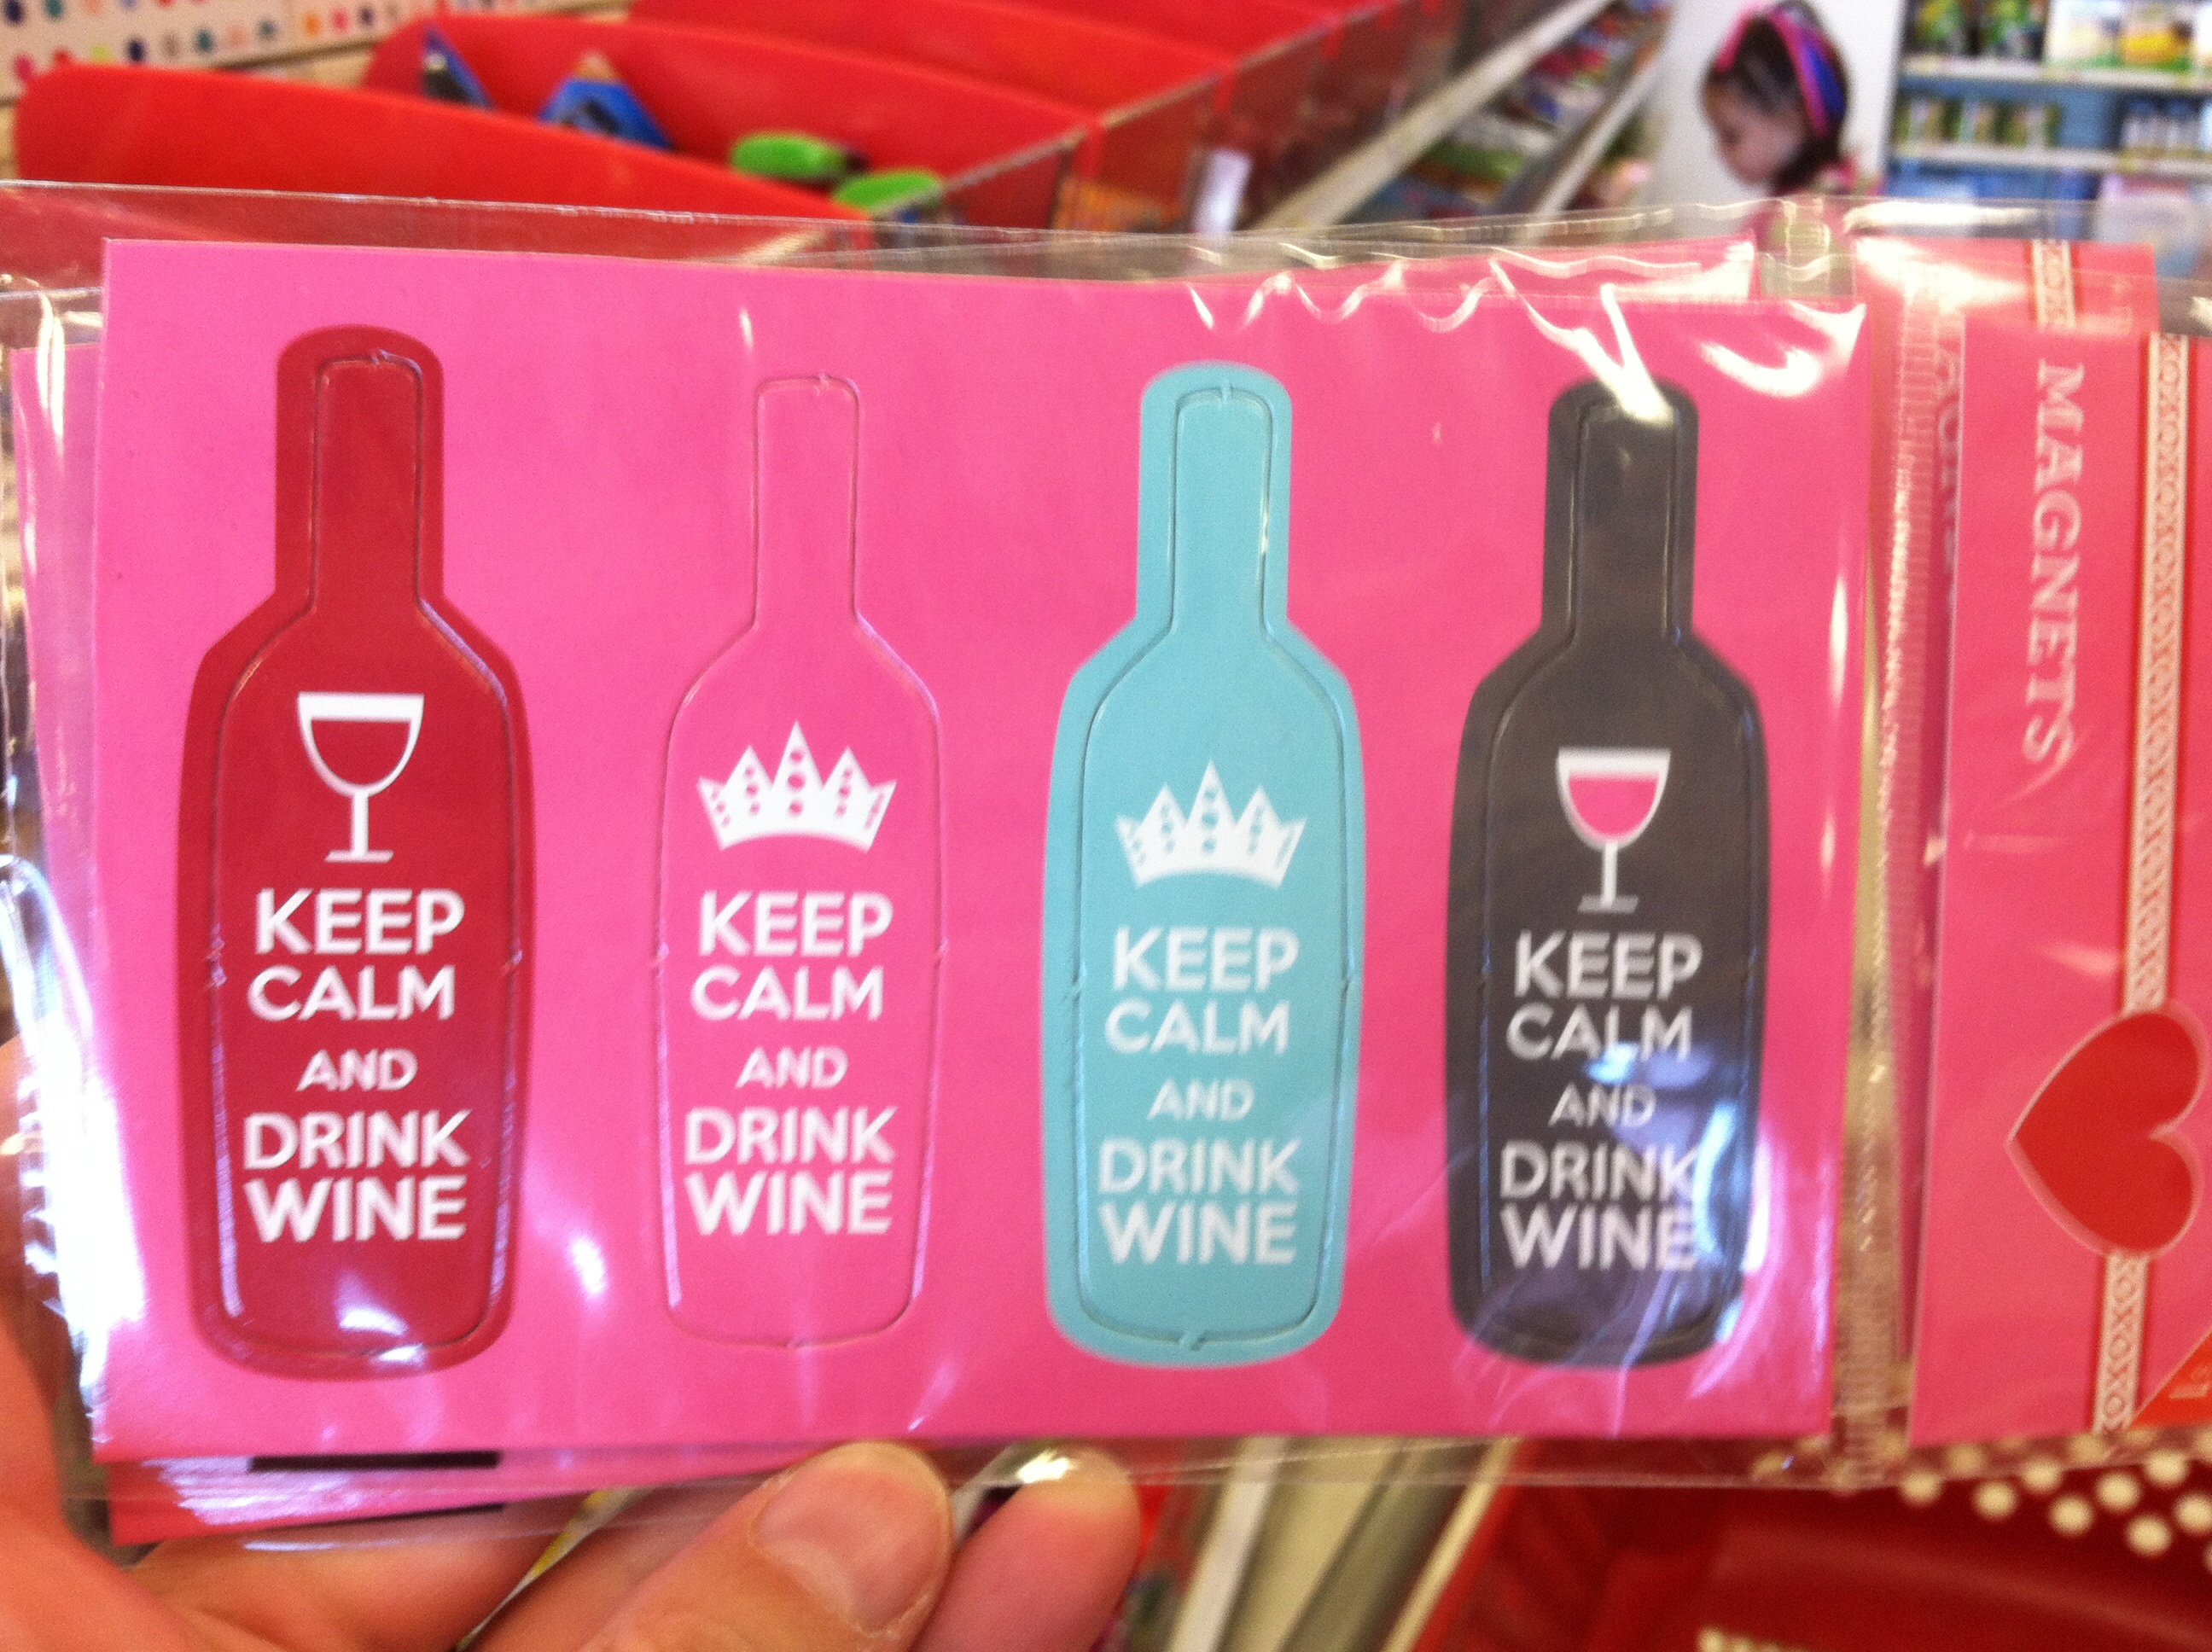 KEEP
CALM
AND
DRINK
WINE
KEEP
CALM
AND
DRINK
WINE
KEEP
CALM
AND
DRINK
WINE
KEEP
CALM
AND
DRINK
WINE
MAGNETS
XOXOXO